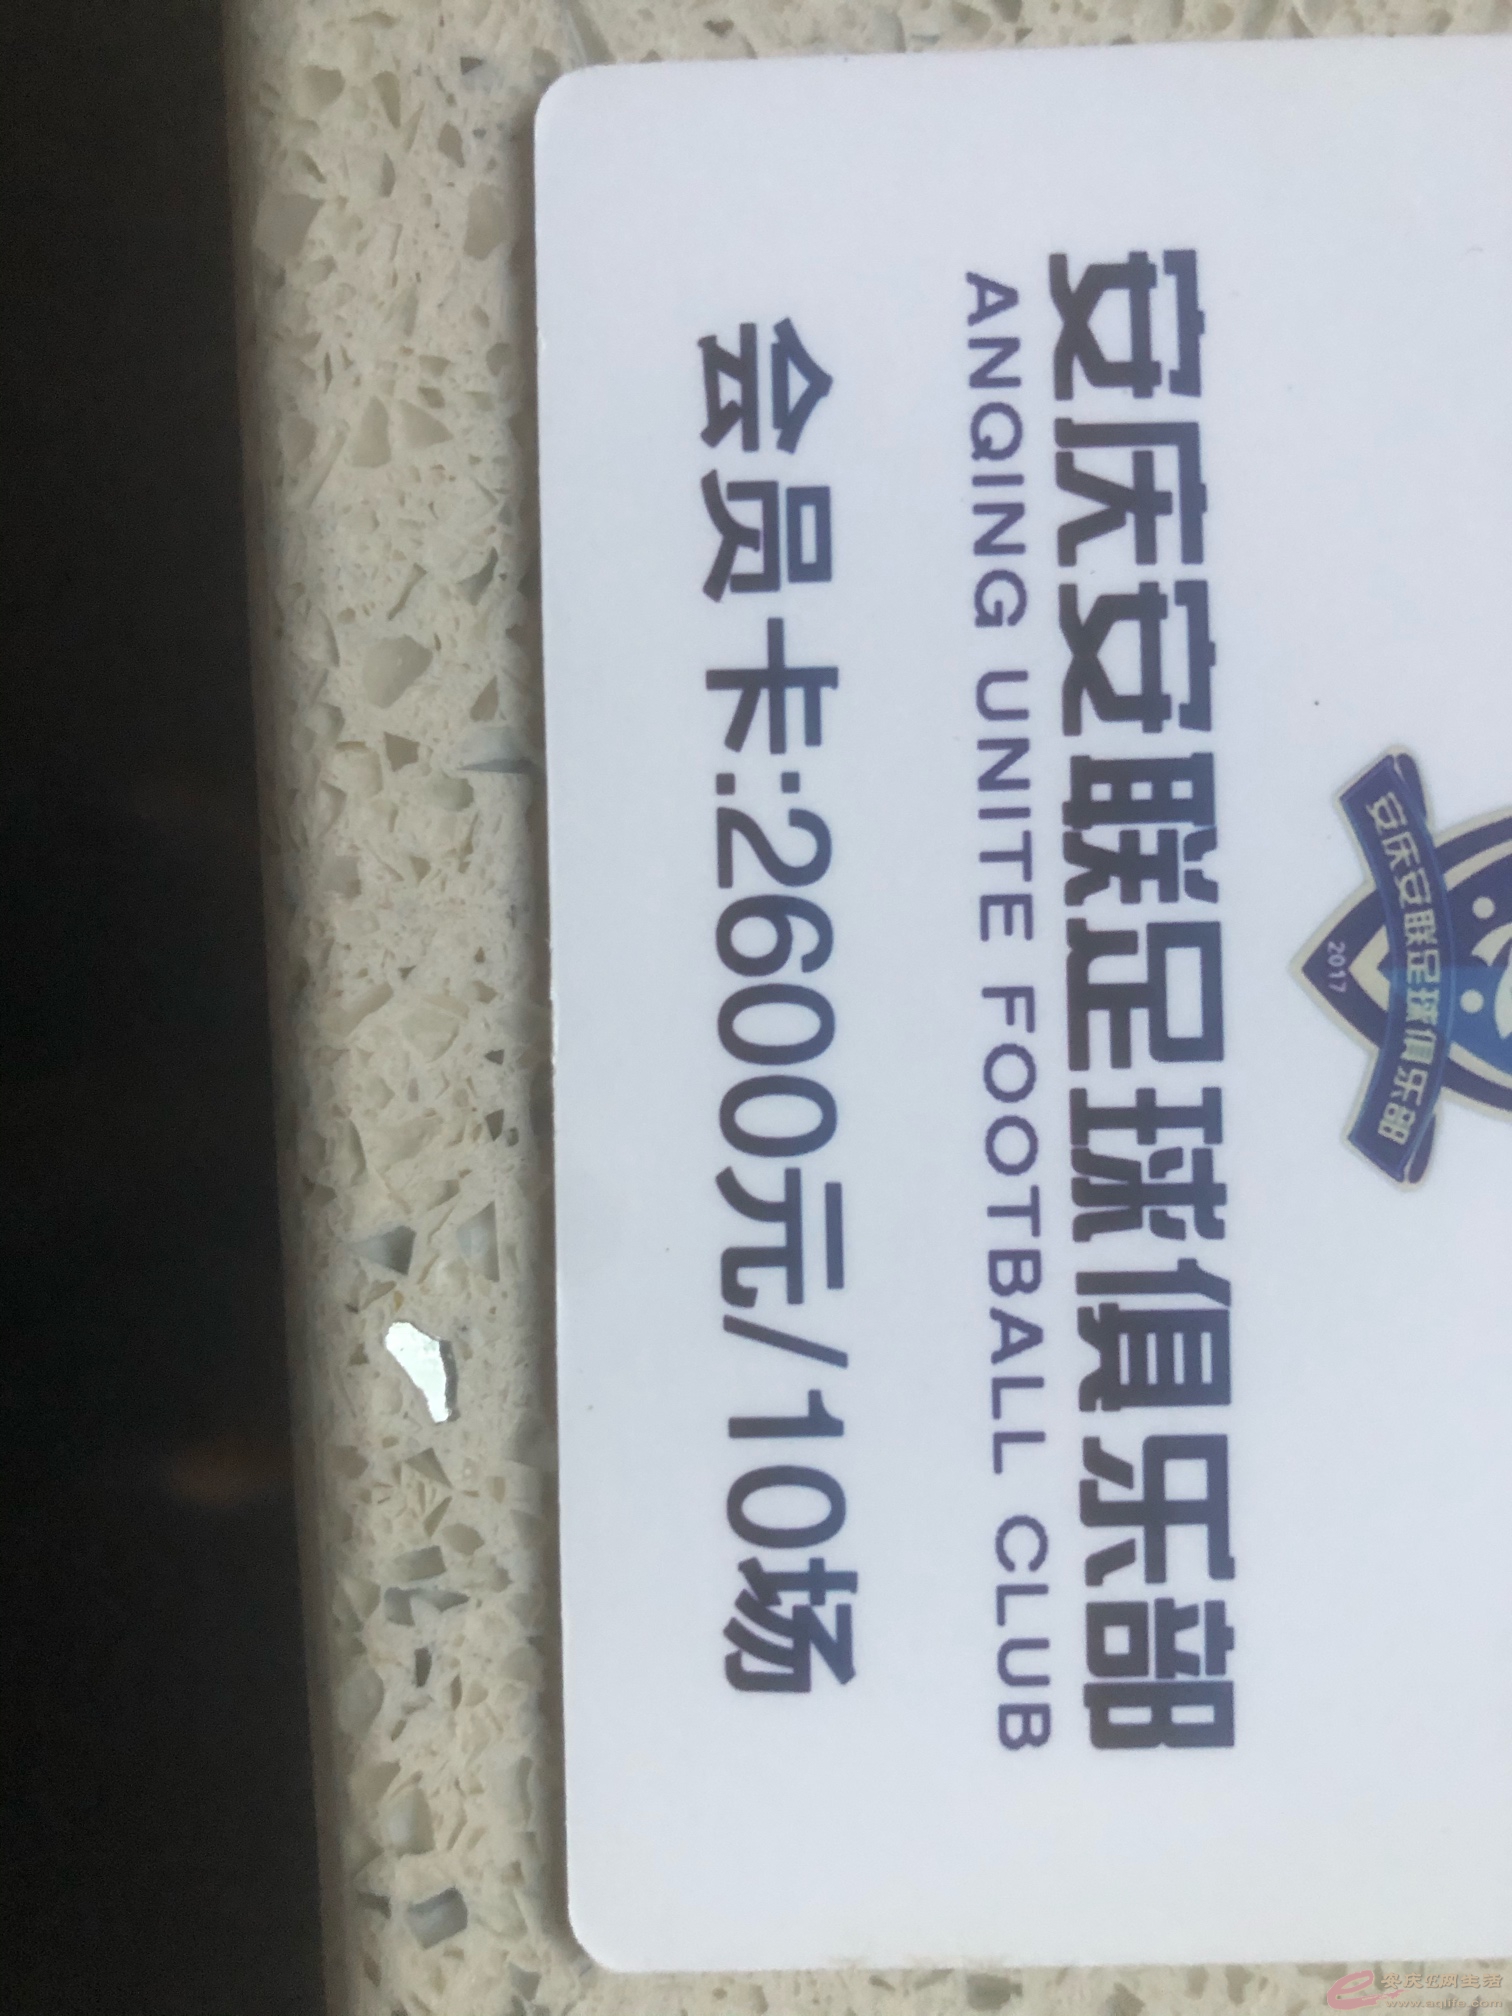 安庆安联足球俱乐部
2017
安庆安联足球俱乐部
ANQING UNITE FOOTBALL CLUB
会员卡:2600元/10场
安庆E网生活
www.aqlife.com